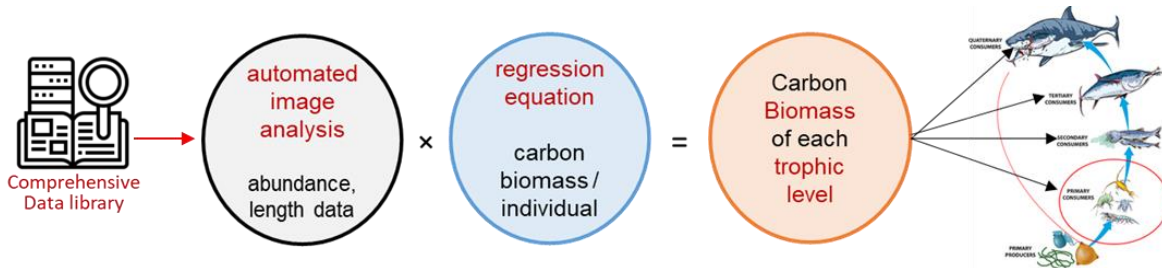 Comprehensive
Data library
automated
image
analysis
abundance,
length data
×
regression
equation
carbon
biomass /
individual
=
Carbon
Biomass
of each
trophic
level
QUATERNARY
CONSUMERS
TERTIARY
CONSUMERS
SECONDARY
CONSUMERS
PRIMARY
CONSUMERS
PRIMARY
PRODUCERS